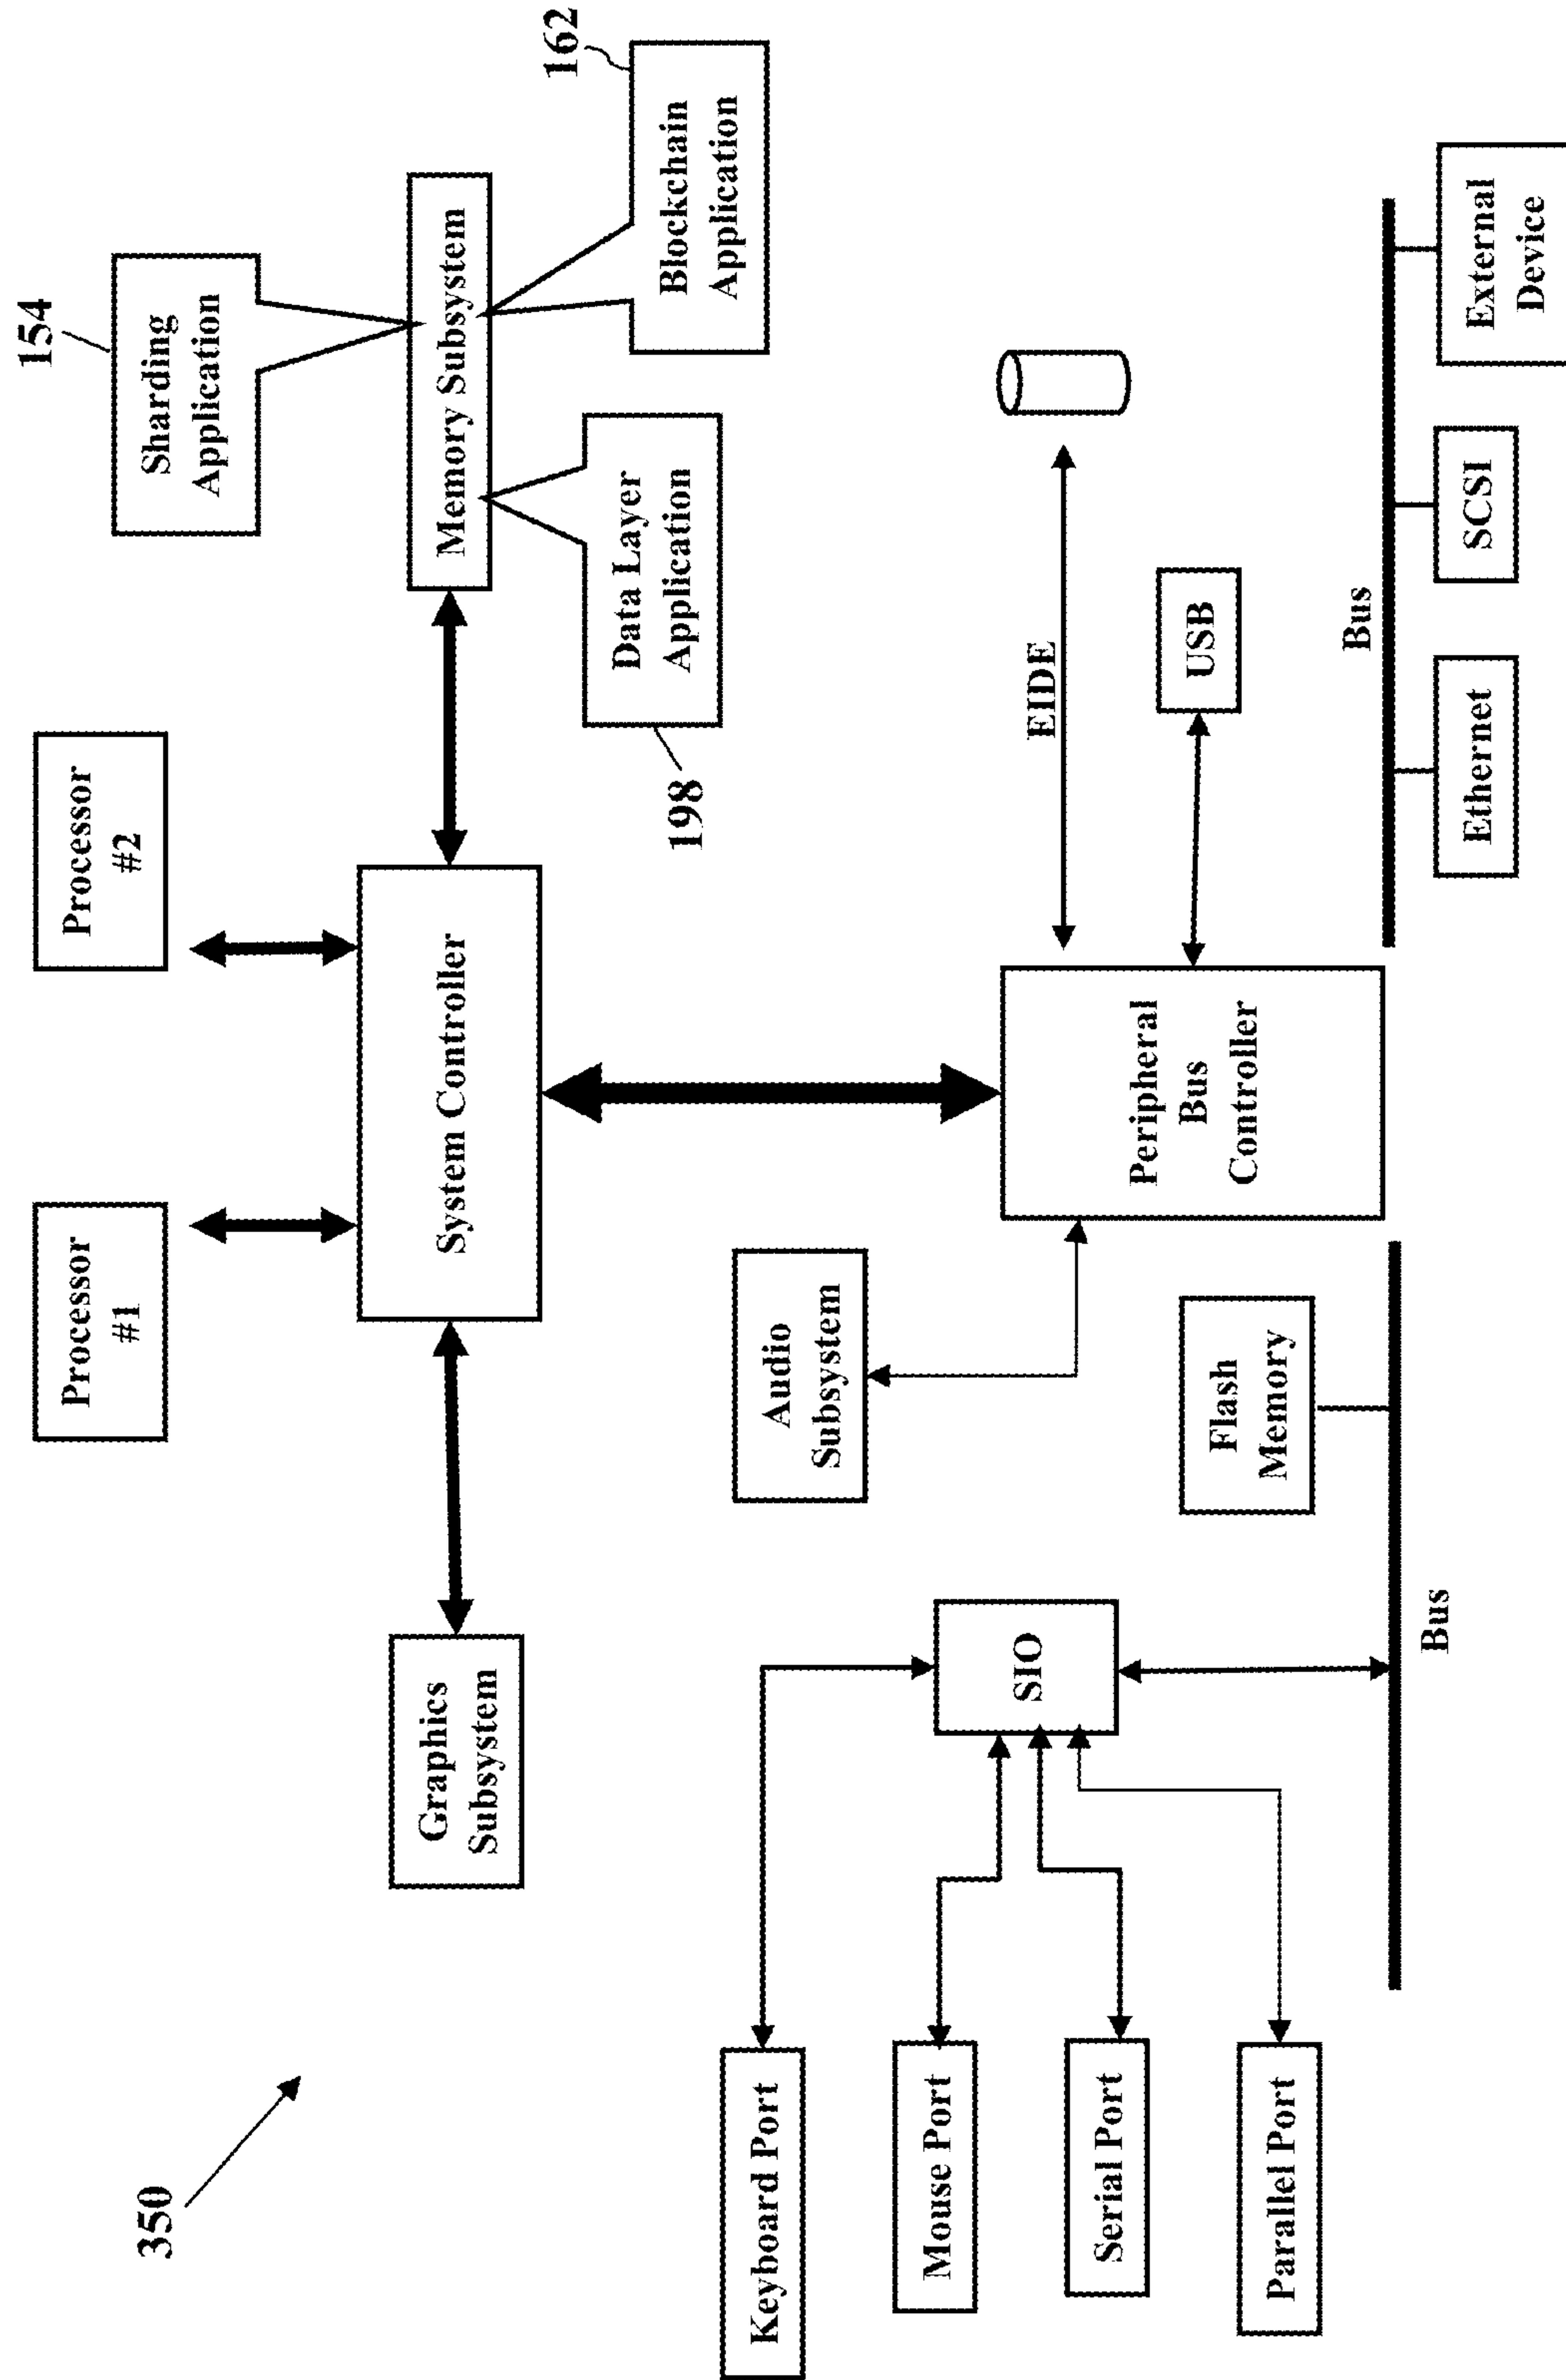 350
Processor
#1
Processor
#2
154
Sharding
Application
Graphics
Subsystem
System Controller
Memory Subsystem
162
Blockchain
Application
Data Layer
Application
198
Keyboard Port
Mouse Port
Serial Port
Parallel Port
SIO
Audio
Subsystem
Flash
Memory
Bus
Peripheral
Bus
Controller
EIDE
USB
Bus
Ethernet
SCSI
External
Device